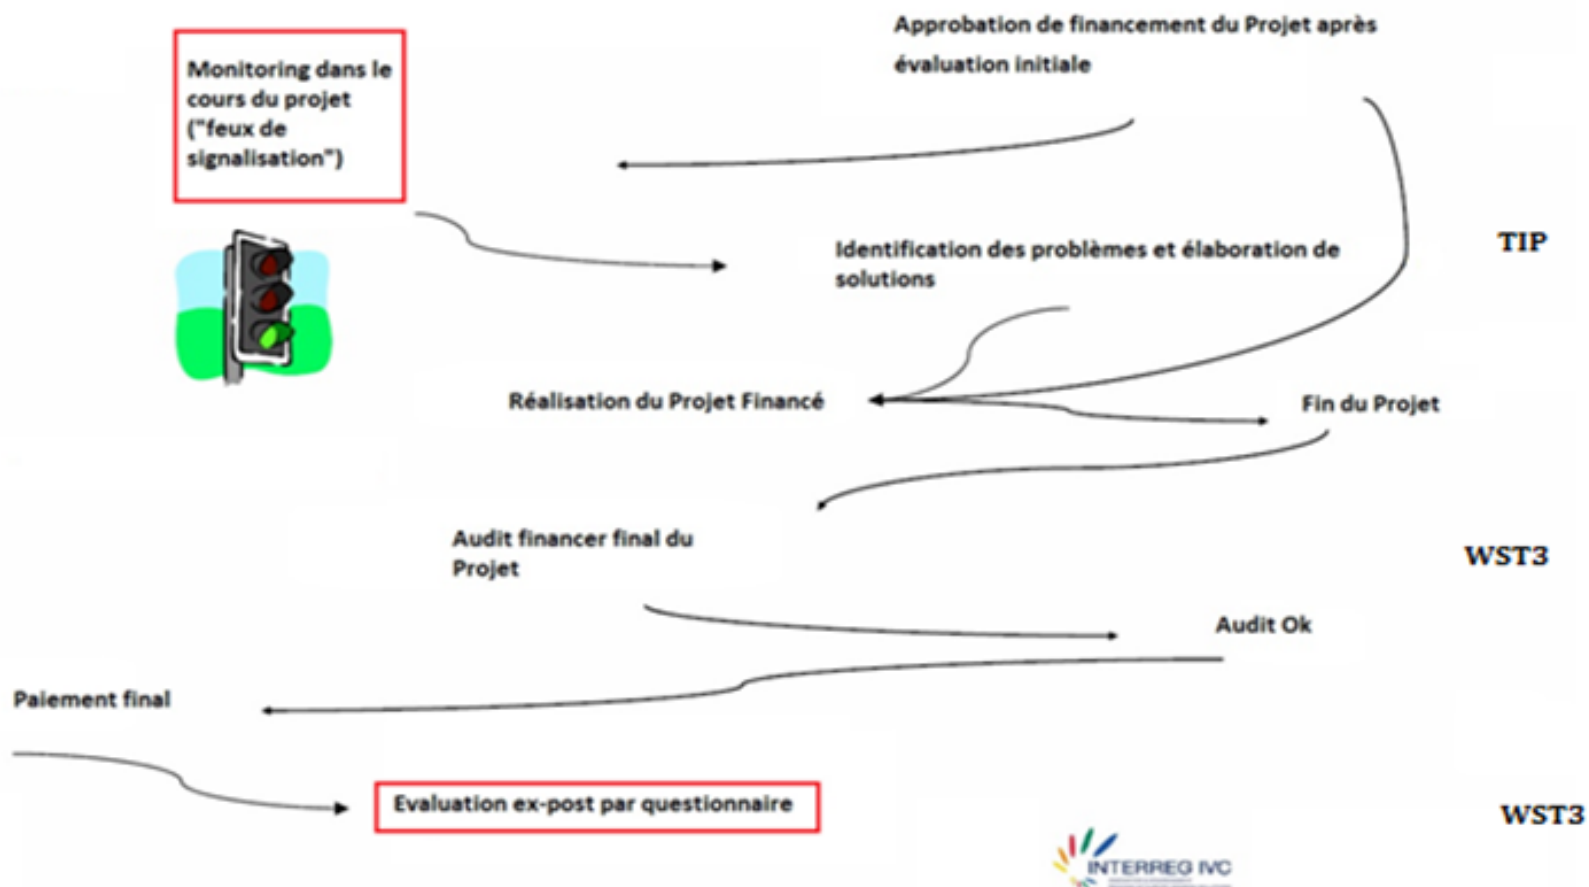 Approbation de financement du Projet après
évaluation initiale
Monitoring dans le
cours du projet
("feux de
signalisation")
TIP
Identification des problèmes et élaboration de
solutions
Réalisation du Projet Financé
Fin du Projet
Audit financer final du
Projet
WST3
Audit Ok
Paiement final
Evaluation ex-post par questionnaire
WST3
INTERREG IVC